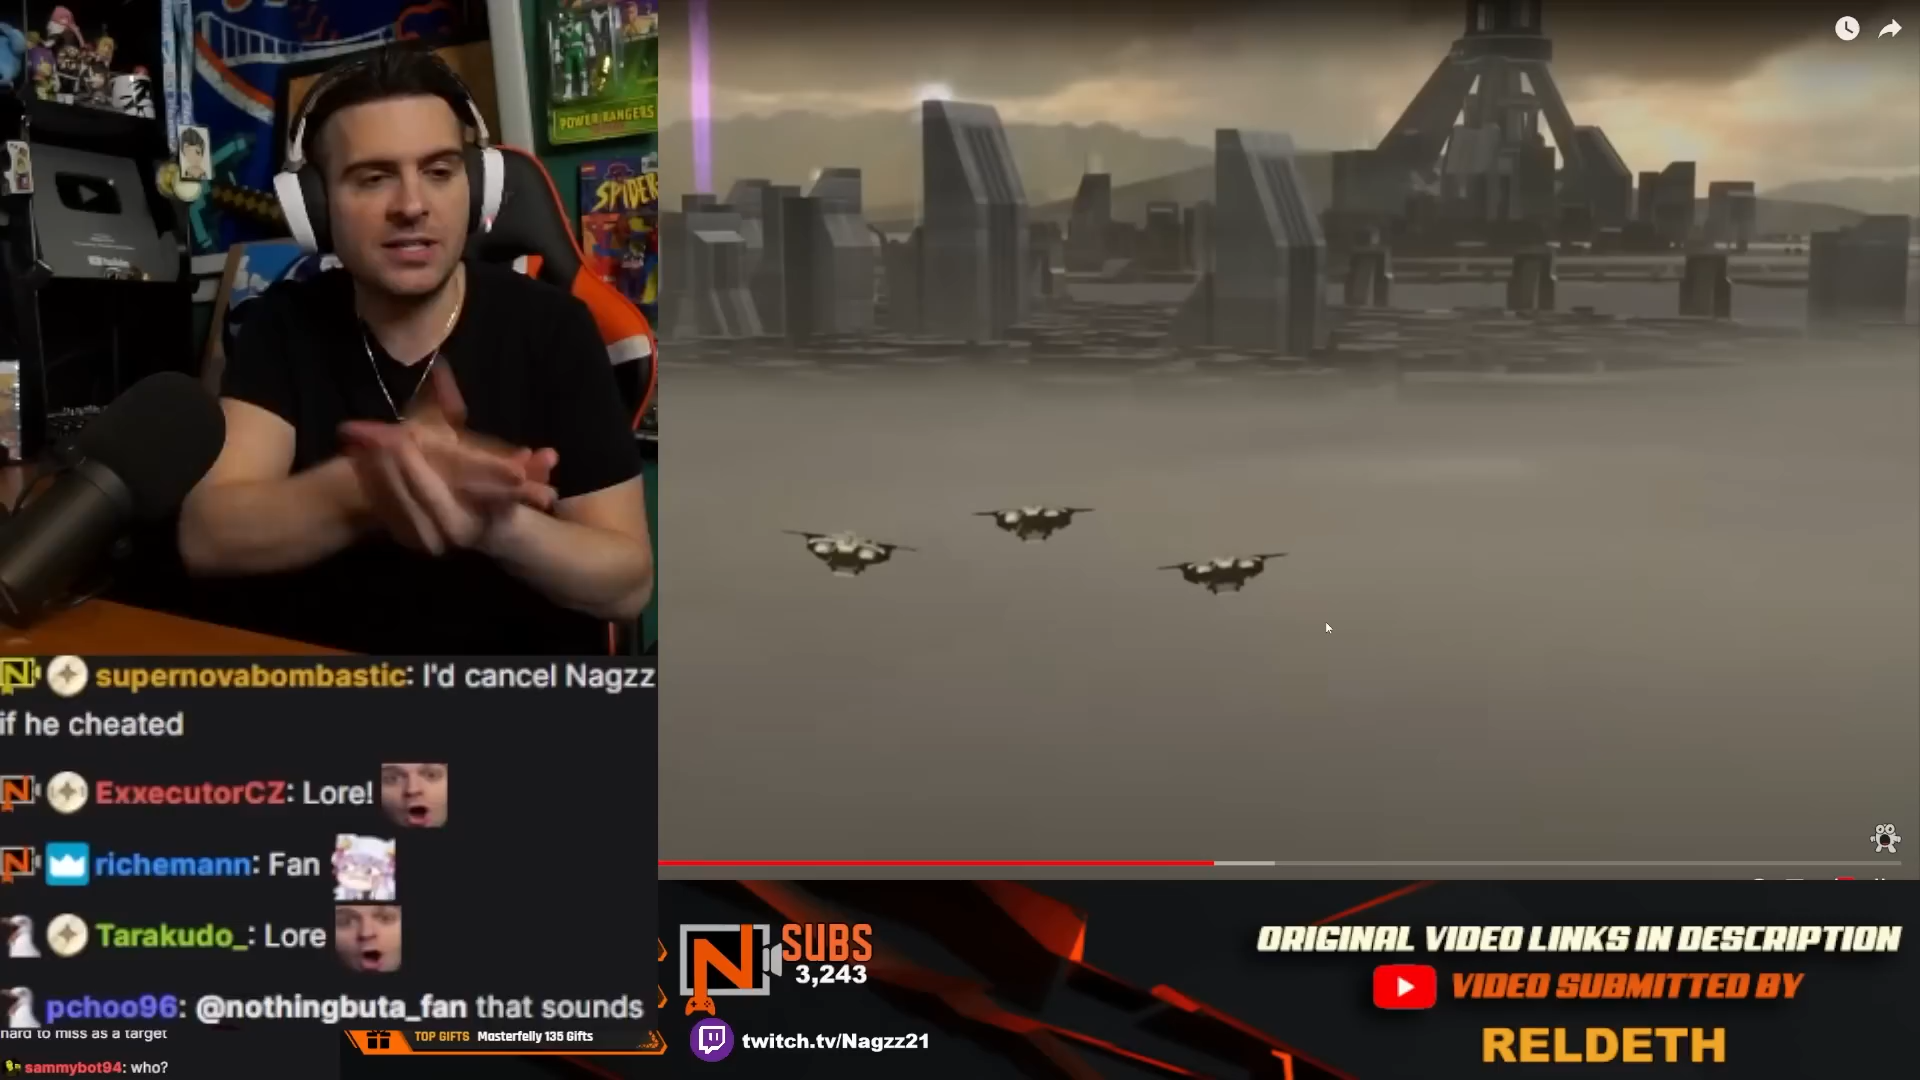 POWER RANGERS
SPIDER
YouTube
supernovabombastic: I'd cancel Nagzz
if he cheated
ExxecutorCZ: Lore!
richemann: Fan
Tarakudo_: Lore
pchoo96: @nothingbuta_fan that sounds
hard to miss as a target
sammybot94: who?
TOP GIFTS Masterfelly 135 Gifts
N SUBS
3,243
twitch.tv/Nagzz21
ORIGINAL VIDEO LINKS IN DESCRIPTION
VIDEO SUBMITTED BY
RELDETH